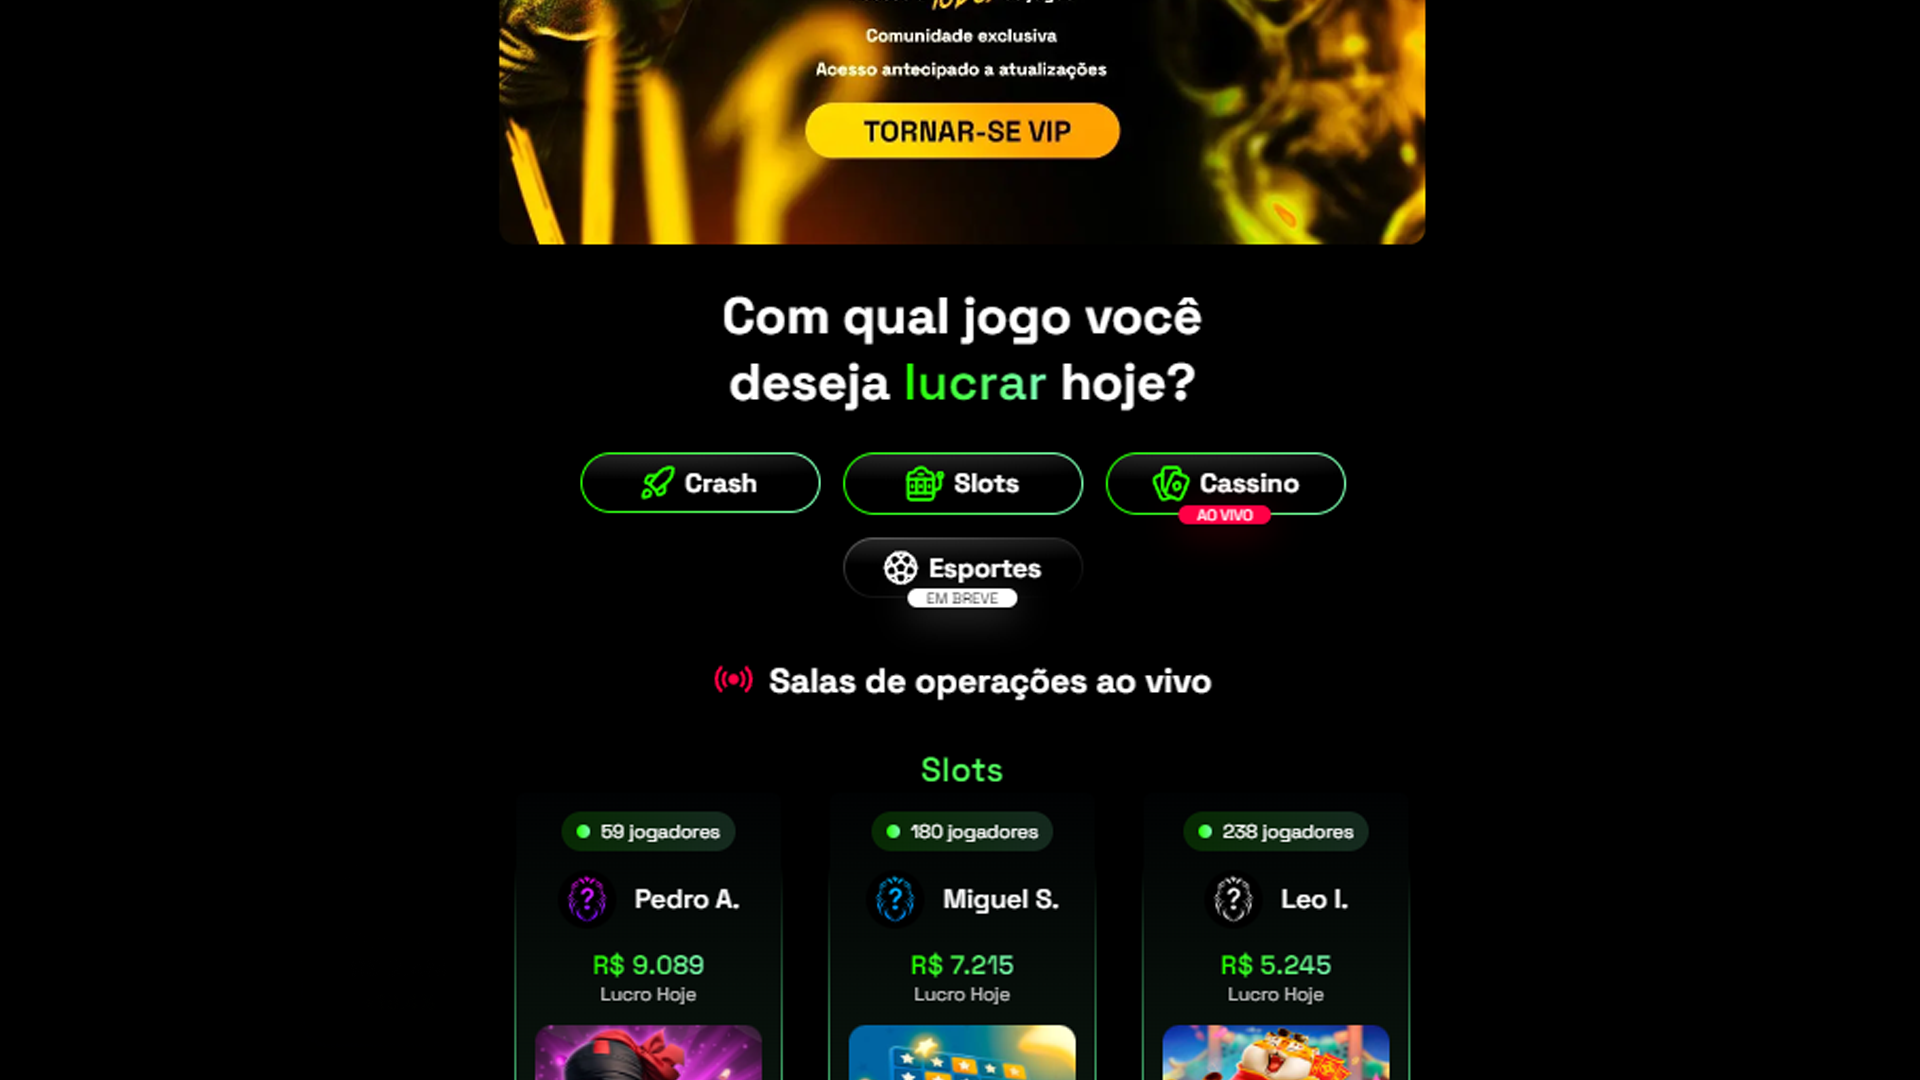 Comunidade exclusiva
Acesso antecipado a atualizações
TORNAR-SE VIP
Com qual jogo você
deseja lucrar hoje?
Crash
Slots
Cassino
AO VIVO
Esportes
EM BREVE
Salas de operações ao vivo
Slots
59 jogadores
Pedro A.
R$ 9.089
Lucro Hoje
180 jogadores
Miguel S.
R$ 7.215
Lucro Hoje
238 jogadores
Leo I.
R$ 5.245
Lucro Hoje